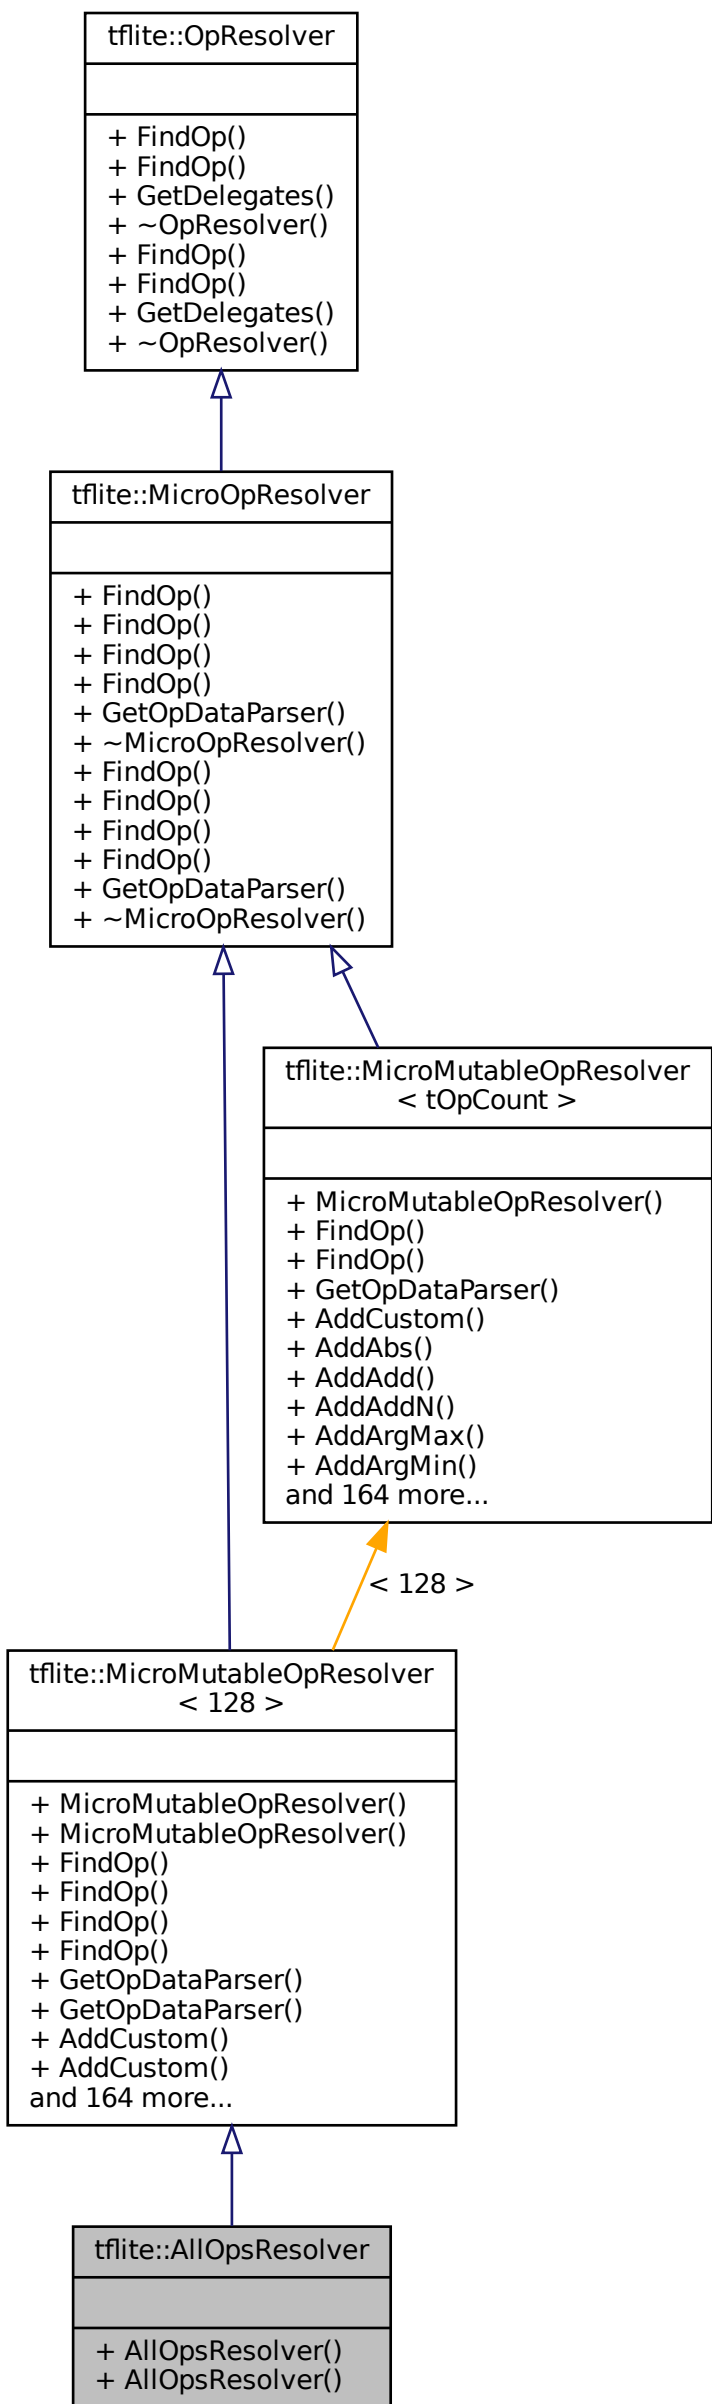 tflite::OpResolver
+ FindOp()
+ FindOp()
+ GetDelegates()
+ ~OpResolver()
+ FindOp()
+ FindOp()
+ GetDelegates()
+ ~OpResolver()
tflite::MicroOpResolver
+ FindOp()
+ FindOp()
+ FindOp()
+ FindOp()
+ GetOpDataParser()
+ ~MicroOpResolver()
+ FindOp()
+ FindOp()
+ FindOp()
+ FindOp()
+ GetOpDataParser()
+ ~MicroOpResolver()
tflite::MicroMutableOpResolver
< tOpCount >
+ MicroMutableOpResolver()
+ FindOp()
+ FindOp()
+ GetOpDataParser()
+ AddCustom()
+ AddAbs()
+ AddAdd()
+ AddAddN()
+ AddArgMax()
+ AddArgMin()
and 164 more...
< 128 >
tflite::MicroMutableOpResolver
< 128 >
+ MicroMutableOpResolver()
+ MicroMutableOpResolver()
+ FindOp()
+ FindOp()
+ FindOp()
+ FindOp()
+ GetOpDataParser()
+ GetOpDataParser()
+ AddCustom()
+ AddCustom()
and 164 more...
tflite::AllOpsResolver
+ AllOpsResolver()
+ AllOpsResolver()